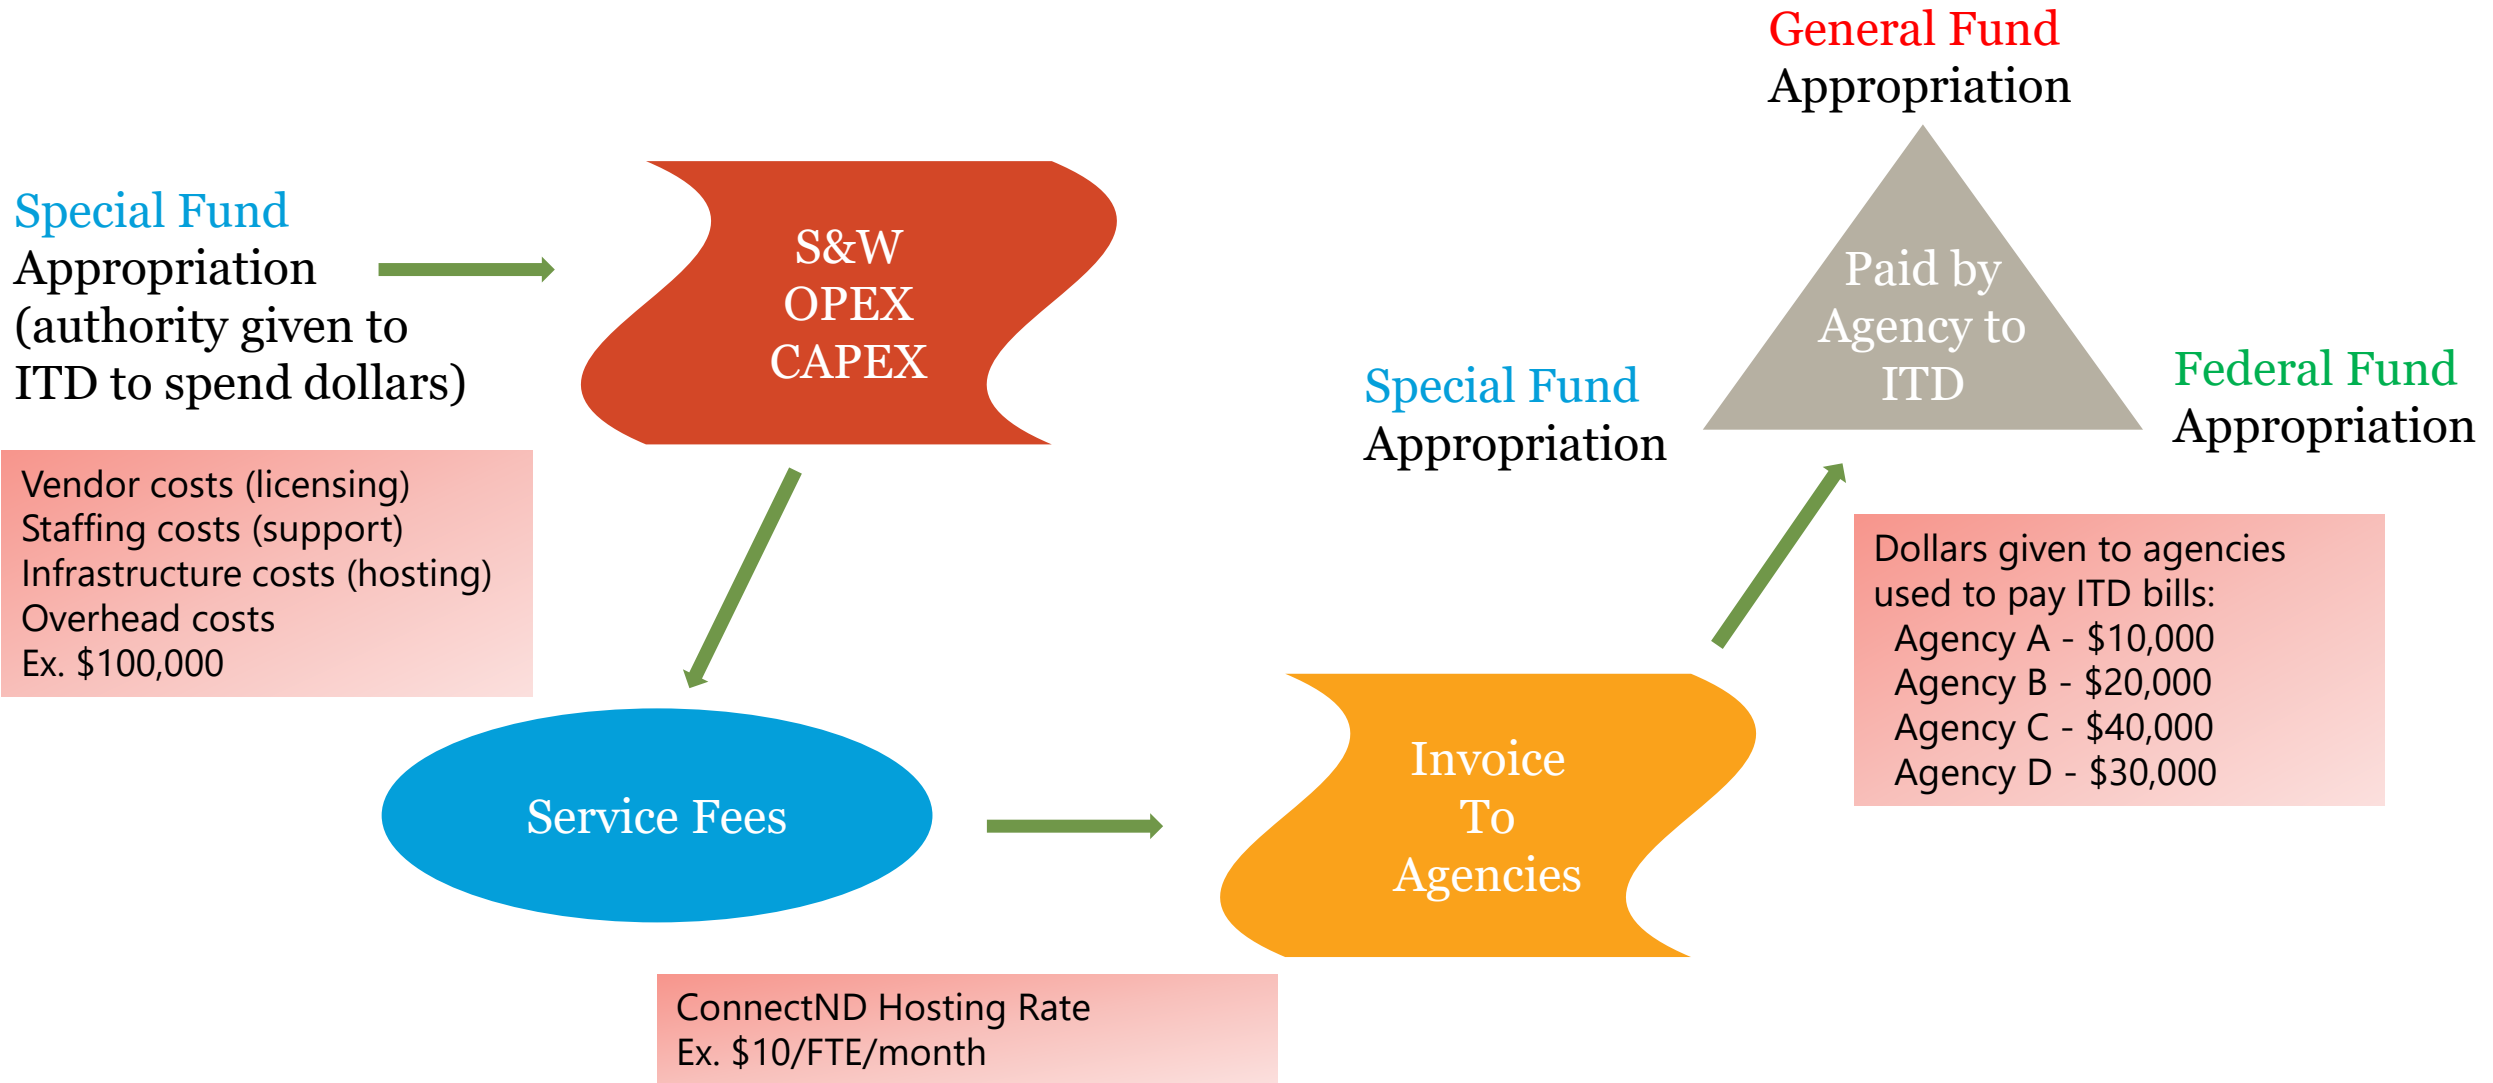 Special Fund
Appropriation
(authority given to
ITD to spend dollars)
Vendor costs (licensing)
Staffing costs (support)
Infrastructure costs (hosting)
Overhead costs
Ex. $100,000
S&W
OPEX
CAPEX
Service Fees
ConnectND Hosting Rate
Ex. $10/FTE/month
Invoice
To
Agencies
General Fund
Appropriation
Paid by
Agency to
ITD
Special Fund
Appropriation
Federal Fund
Appropriation
Dollars given to agencies
used to pay ITD bills:
Agency A - $10,000
Agency B - $20,000
Agency C - $40,000
Agency D - $30,000